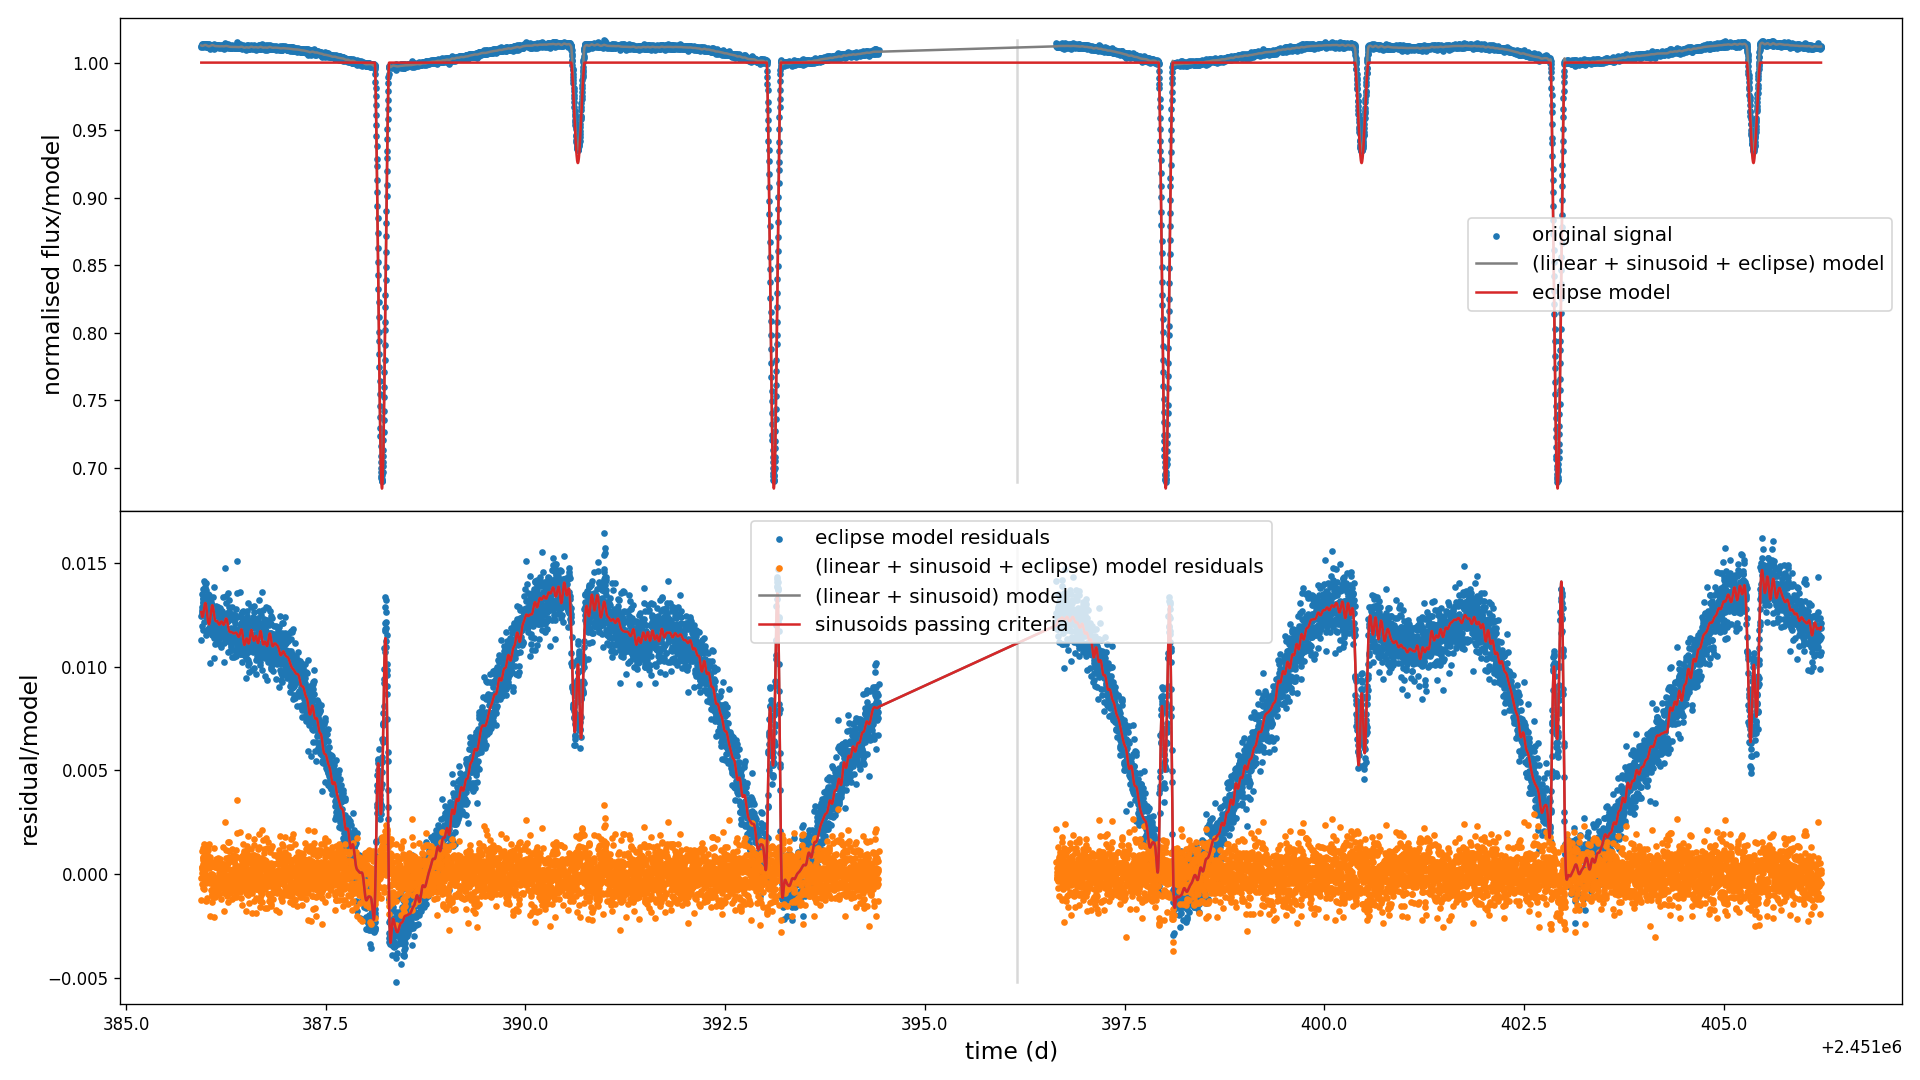 1.00
0.95
0.90
0.85
0.80
0.75
0.70
normalised flux/model
original signal
(linear + sinusoid + eclipse) model
eclipse model
0.015
0.010
0.005
0.000
−0.005
residual/model
eclipse model residuals
(linear + sinusoid + eclipse) model residuals
(linear + sinusoid) model
sinusoids passing criteria
385.0 387.5 390.0 392.5 395.0 397.5 400.0 402.5 405.0
time (d)
+2.451e6